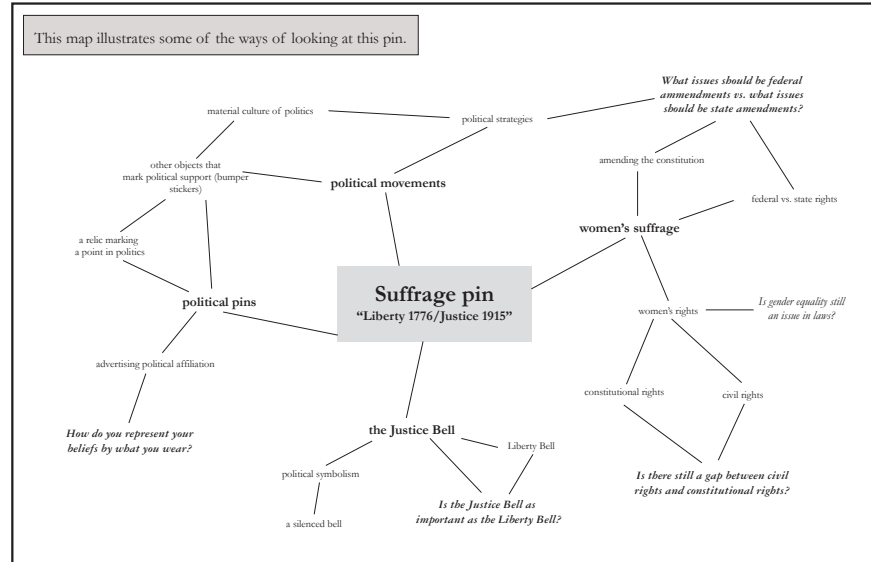 This map illustrates some of the ways of looking at this pin.
What issues should be federal
ammendments vs. what issues
should be state amendments?
material culture of politics
political strategies
other objects that
mark political support (bumper
stickers)
amending the constitution
political movements
federal vs. state rights
women's suffrage
a relic marking
a point in politics
Suffrage pin
"Liberty 1776/Justice 1915"
political pins
women's rights
Is gender equality still
an issue in laws?
advertising political affiliation
constitutional rights
civil rights
How do you represent your
beliefs by what you wear?
the Justice Bell
Liberty Bell
political symbolism
Is there still a gap between civil
rights and constitutional rights?
Is the Justice Bell as
important as the Liberty Bell?
a silenced bell